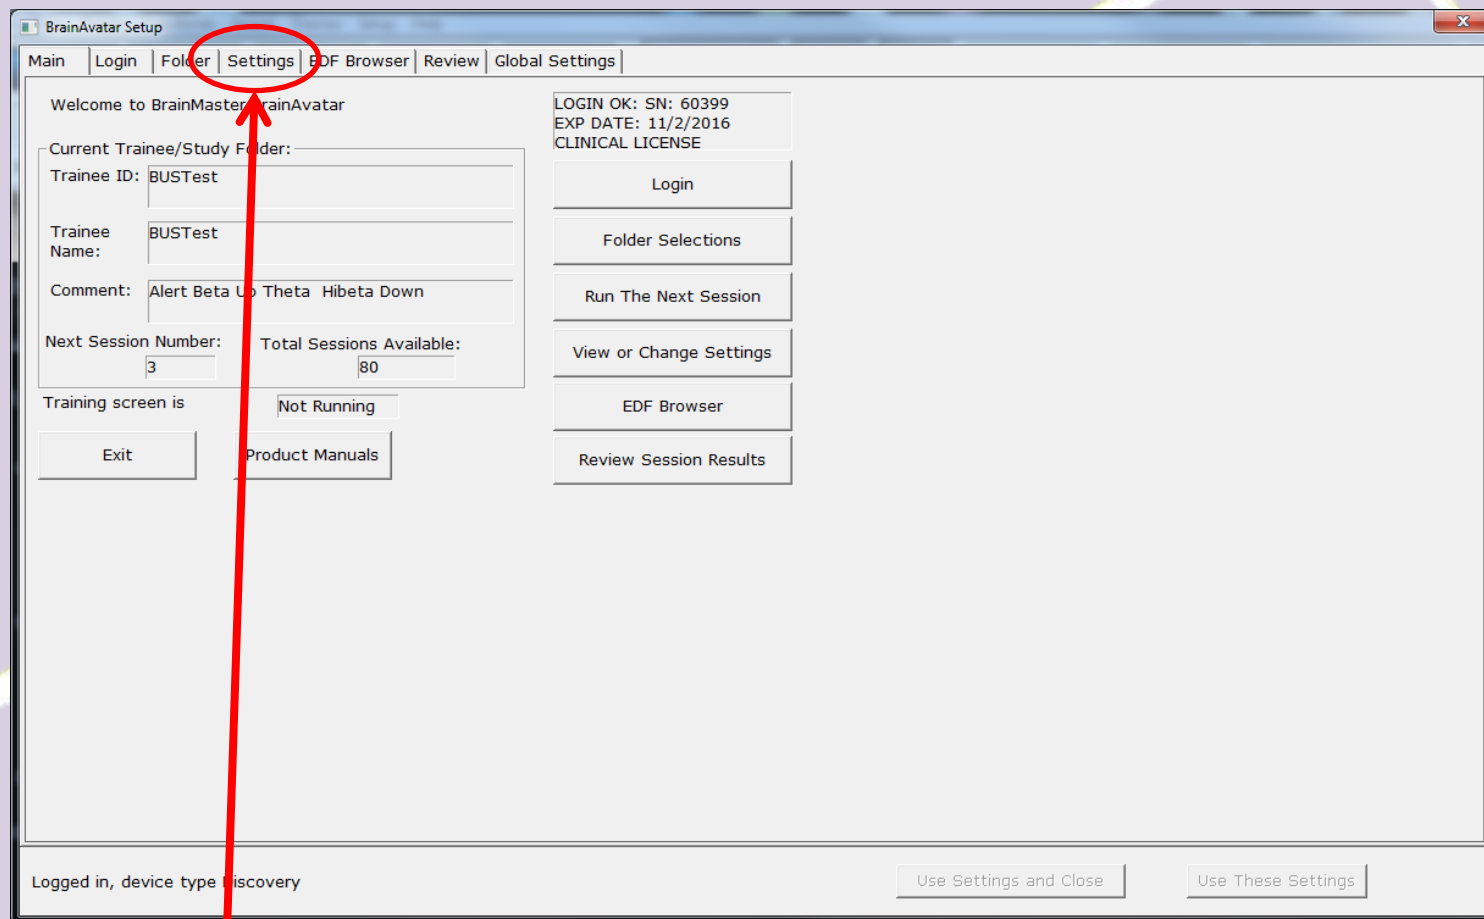 BrainAvatar Setup
x
Main Login Folder Settings EDF Browser Review Global Settings
Welcome to BrainMaster BrainAvatar
Current Trainee/Study Folder:
Trainee ID: BUSTest
Trainee Name: BUSTest
Comment: Alert Beta Up Theta Hibeta Down
Next Session Number: Total Sessions Available:
3 80
Training screen is Not Running
Exit Product Manuals
LOGIN OK: SN: 60399
EXP DATE: 11/2/2016
CLINICAL LICENSE
Login
Folder Selections
Run The Next Session
View or Change Settings
EDF Browser
Review Session Results
Logged in, device type Discovery
Use Settings and Close Use These Settings